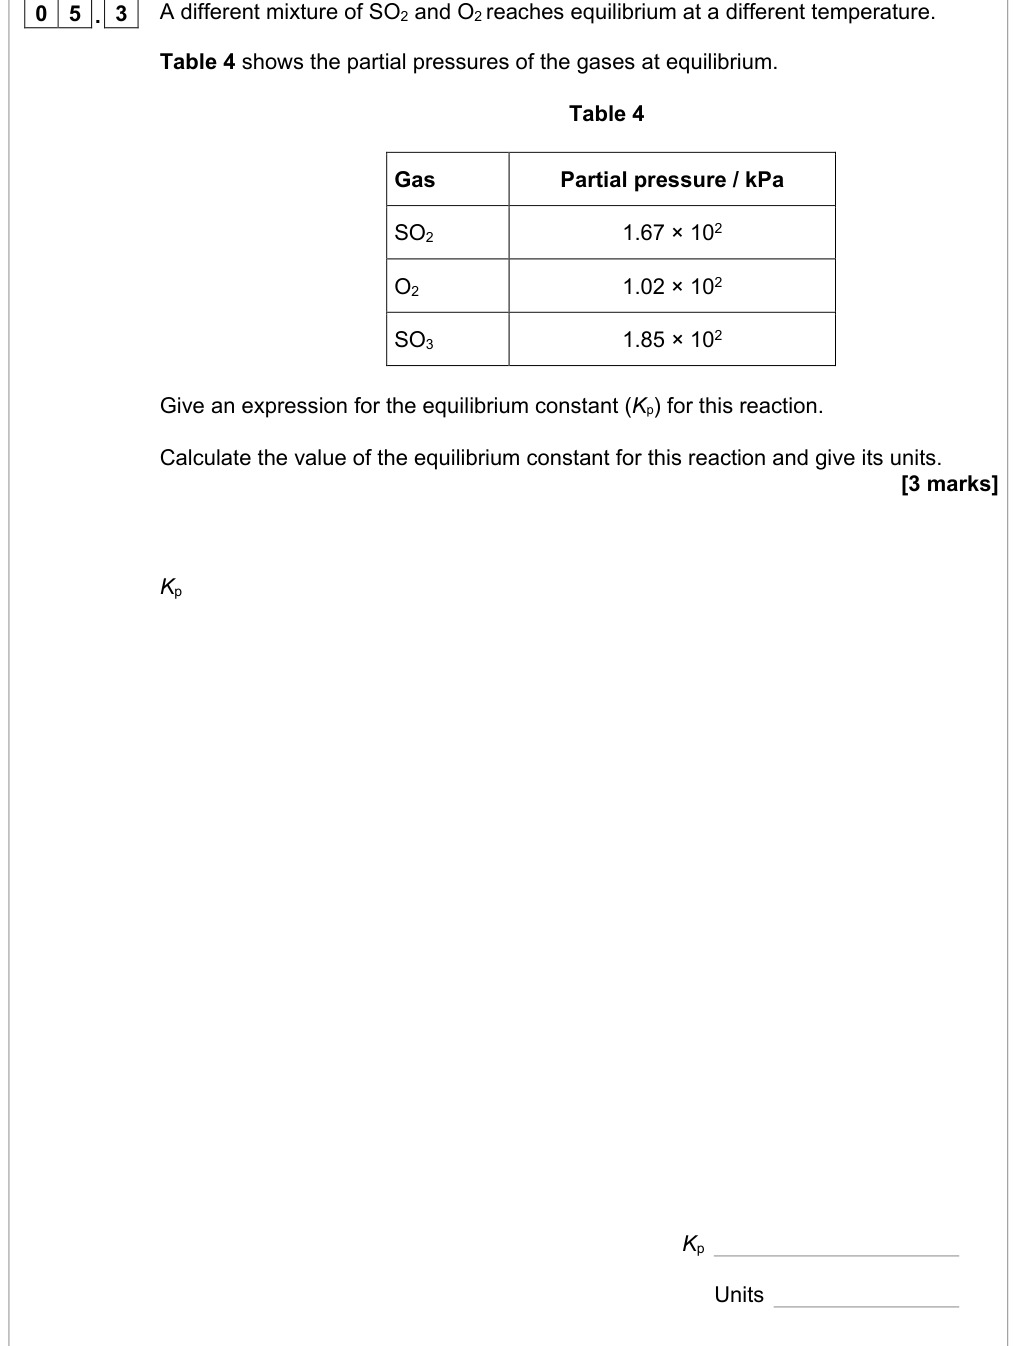 0 5 . 3 A different mixture of SO₂ and O₂ reaches equilibrium at a different temperature.
Table 4 shows the partial pressures of the gases at equilibrium.
Table 4
Gas Partial pressure / kPa
SO₂ 1.67 × 10²
O₂ 1.02 × 10²
SO₃ 1.85 × 10²
Give an expression for the equilibrium constant (Kₚ) for this reaction.
Calculate the value of the equilibrium constant for this reaction and give its units.
[3 marks]
Kₚ
Kₚ
Units